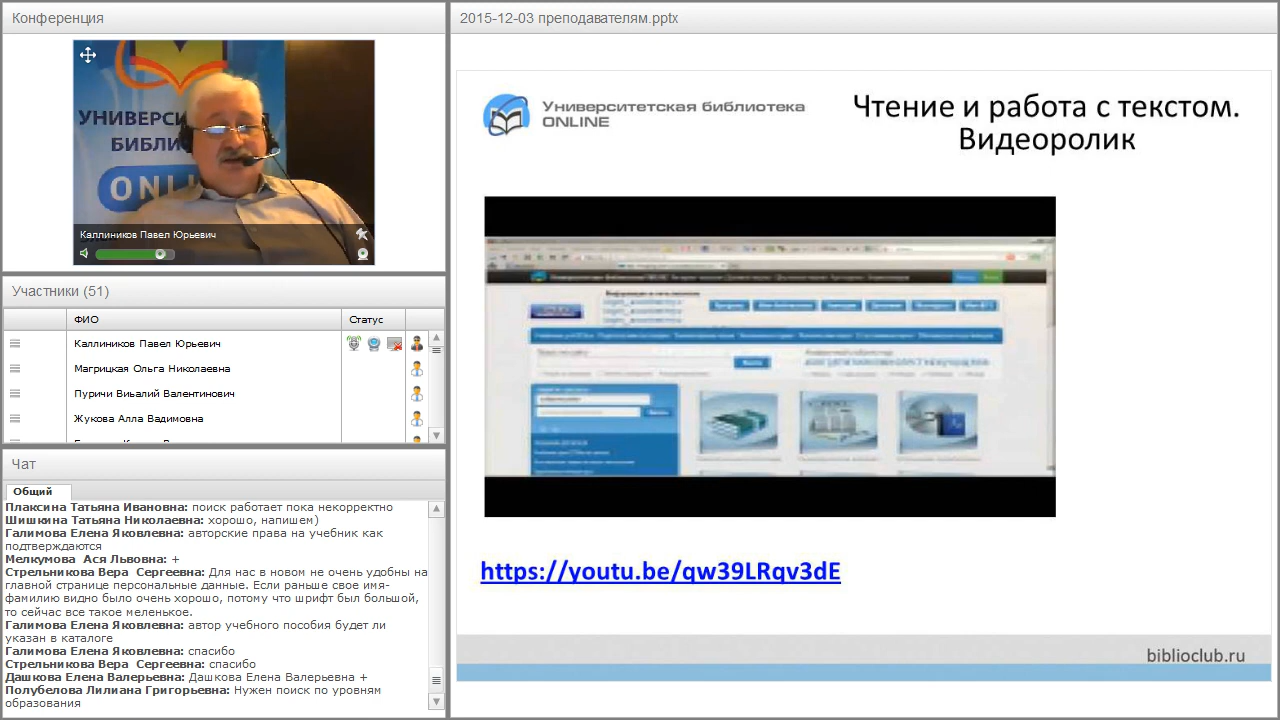 Конференция
УНИВЕРС
БИБЛИ
ONLI
Каллиников Павел Юрьевич
Участники (51)
ФИО
Статус
Каллиников Павел Юрьевич
Магрицкая Ольга Николаевна
Пуричи Виьалий Валентинович
Жукова Алла Вадимовна
Чат
Общий
Плаксина Татьяна Ивановна: поиск работает пока некорректно
Шишкина Татьяна Николаевна: хорошо, напишем)
Галимова Елена Яковлевна: авторские права на учебник как
подтверждаются
Мелкумова Ася Львовна: +
Стрельникова Вера Сергеевна: Для нас в новом не очень удобны на
главной странице персональные данные. Если раньше свое имя-
фамилию видно было очень хорошо, потому что шрифт был большой,
то сейчас все такое меленькое.
Галимова Елена Яковлевна: автор учебного пособия будет ли
указан в каталоге
Галимова Елена Яковлевна: спасибо
Стрельникова Вера Сергеевна: спасибо
Дашкова Елена Валерьевна: Дашкова Елена Валерьевна +
Полубелова Лилиана Григорьевна: Нужен поиск по уровням
образования
2015-12-03 преподавателям.pptx
Университетская библиотека
ONLINE
Чтение и работа с текстом.
Видеоролик
https://youtu.be/qw39LRqv3dE
biblioclub.ru